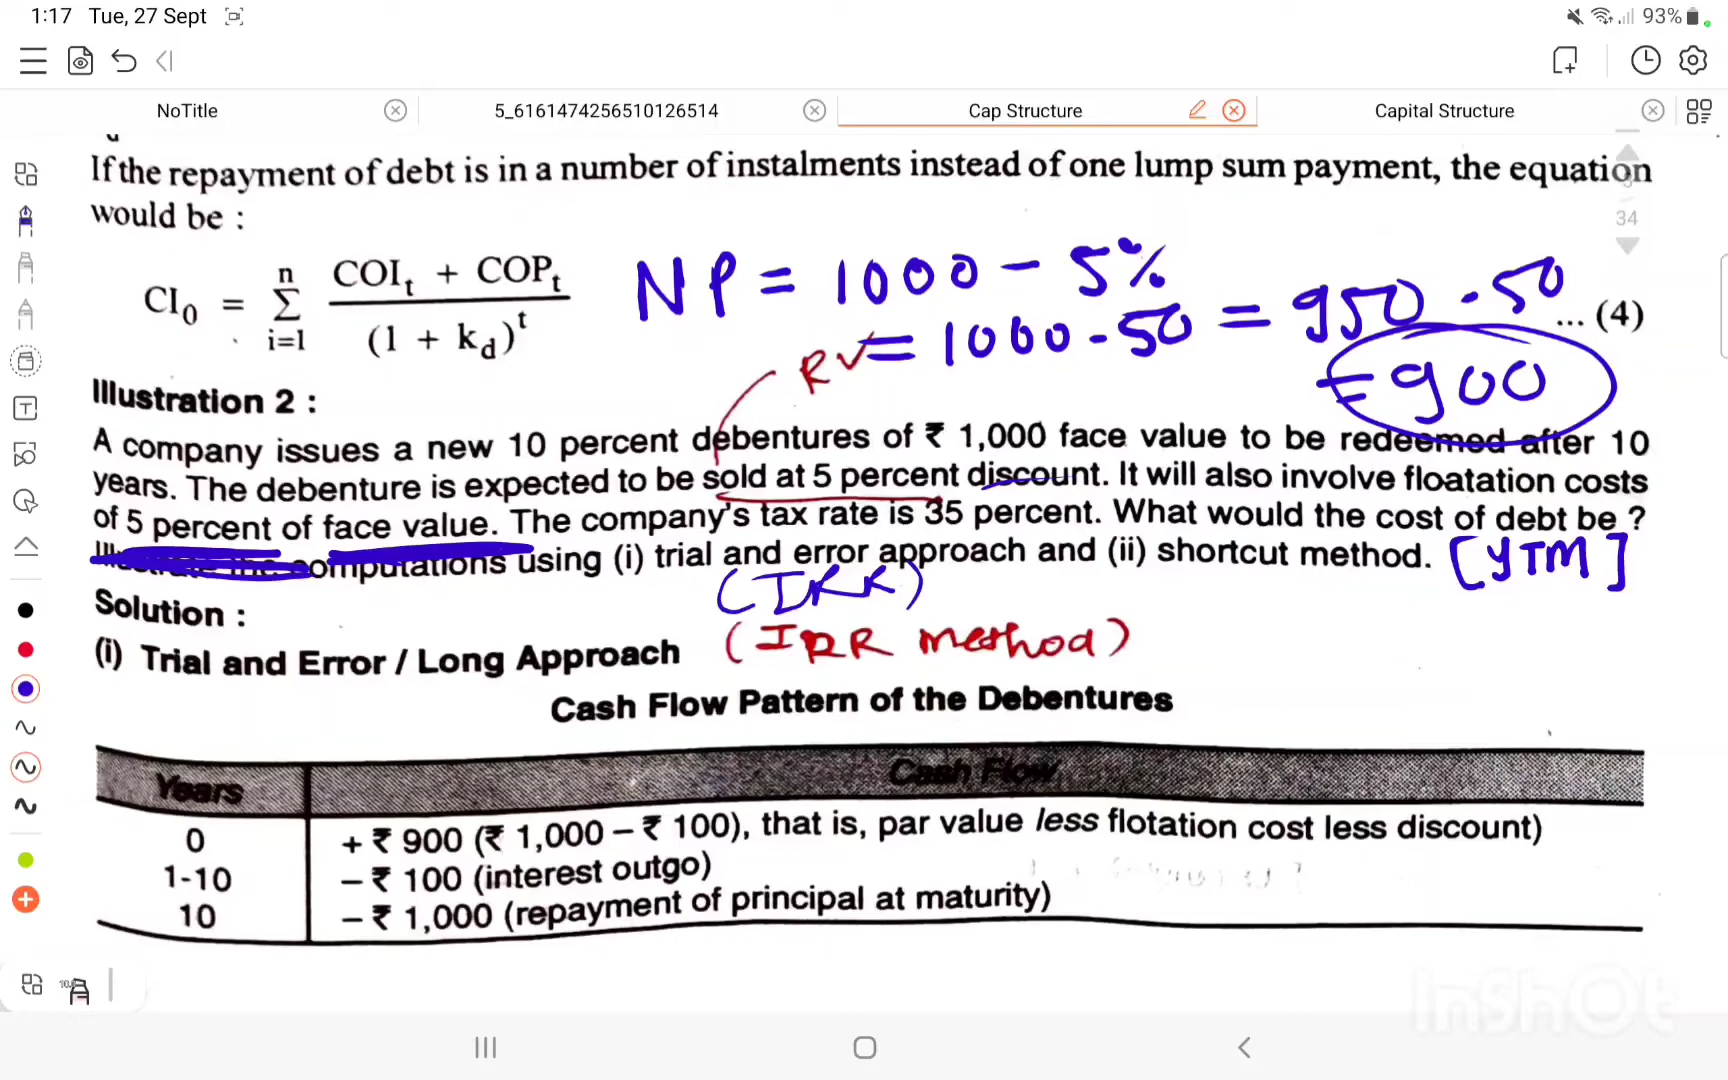 1:17 Tue, 27 Sept
93%
NoTitle
5_6161474256510126514
Cap Structure
Capital Structure
If the repayment of debt is in a number of instalments instead of one lump sum payment, the equation
would be :
34
CI₀ = n Σ i=1 COIₜ + COPₜ / (1 + k_d)ᵗ
... (4)
NP = 1000 - 5%
= 1000 - 50 = 950 - 50
= 900
RV
Illustration 2 :
A company issues a new 10 percent debentures of ₹ 1,000 face value to be redeemed after 10
years. The debenture is expected to be sold at 5 percent discount. It will also involve floatation costs
of 5 percent of face value. The company's tax rate is 35 percent. What would the cost of debt be ?
Illustrate the computations using (i) trial and error approach and (ii) shortcut method. [YTM]
(IRR)
Solution :
(i) Trial and Error / Long Approach (IRR method)
Cash Flow Pattern of the Debentures
Years Cash Flow
0 + ₹ 900 (₹ 1,000 – ₹ 100), that is, par value less flotation cost less discount)
1-10 – ₹ 100 (interest outgo)
10 – ₹ 1,000 (repayment of principal at maturity)
InShOt